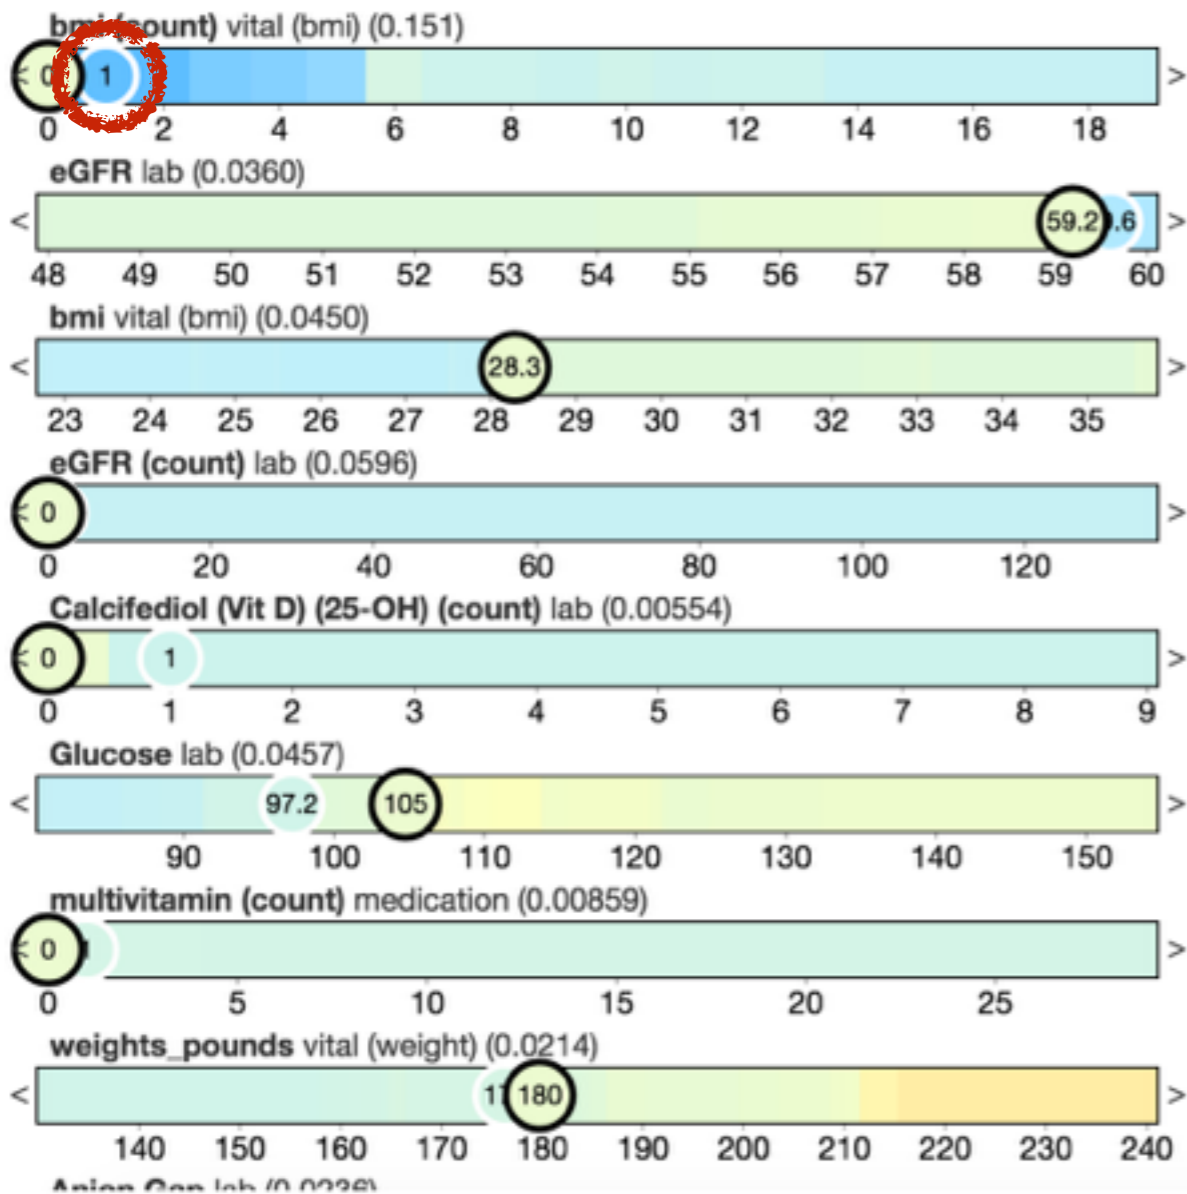 bmi (count) vital (bmi) (0.151)
< 0 1 >
0 2 4 6 8 10 12 14 16 18
eGFR lab (0.0360)
< 59.2 .6 >
48 49 50 51 52 53 54 55 56 57 58 59 60
bmi vital (bmi) (0.0450)
< 28.3 >
23 24 25 26 27 28 29 30 31 32 33 34 35
eGFR (count) lab (0.0596)
< 0 >
0 20 40 60 80 100 120
Calcifediol (Vit D) (25-OH) (count) lab (0.00554)
< 0 1 >
0 1 2 3 4 5 6 7 8 9
Glucose lab (0.0457)
< 97.2 105 >
90 100 110 120 130 140 150
multivitamin (count) medication (0.00859)
< 0 >
0 5 10 15 20 25
weights_pounds vital (weight) (0.0214)
< 180 >
140 150 160 170 180 190 200 210 220 230 240
Anion Gap lab (0.0236)